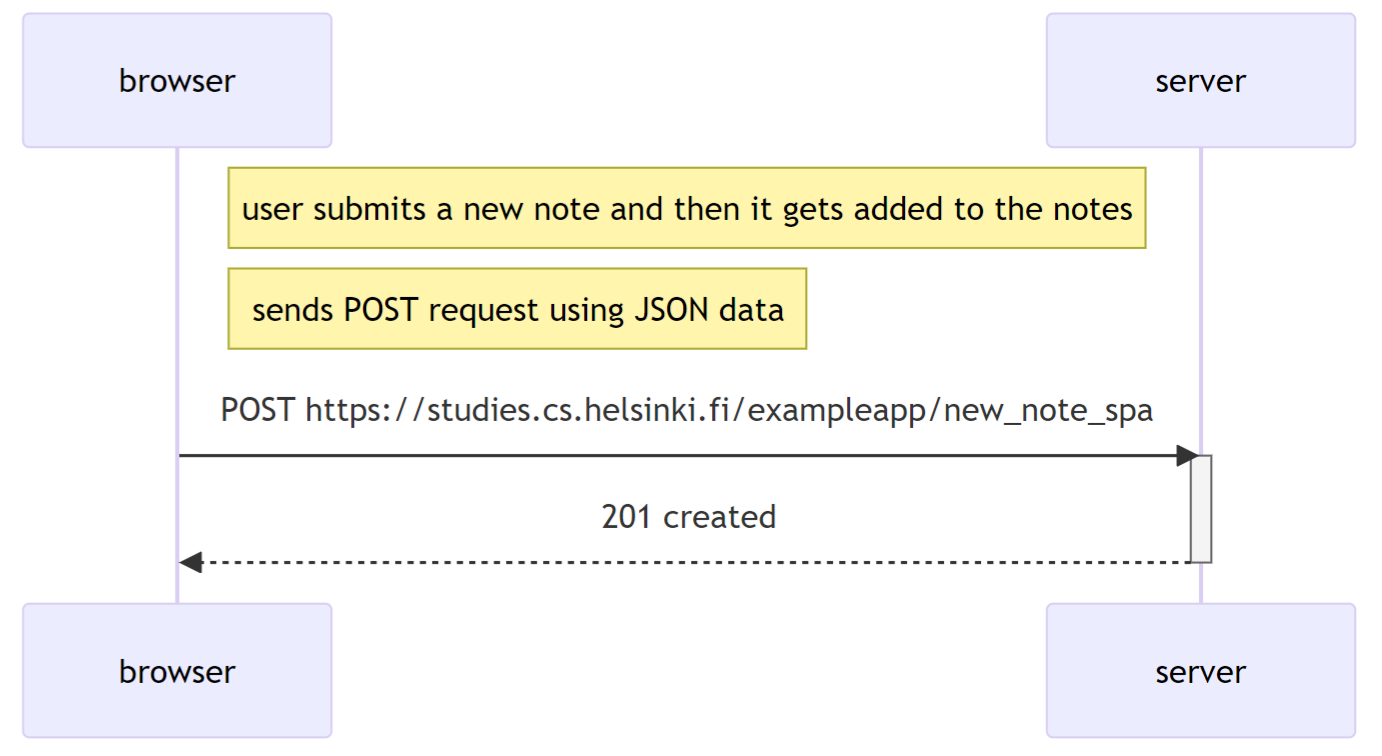 browser
server
user submits a new note and then it gets added to the notes
sends POST request using JSON data
POST https://studies.cs.helsinki.fi/exampleapp/new_note_spa
201 created
browser
server